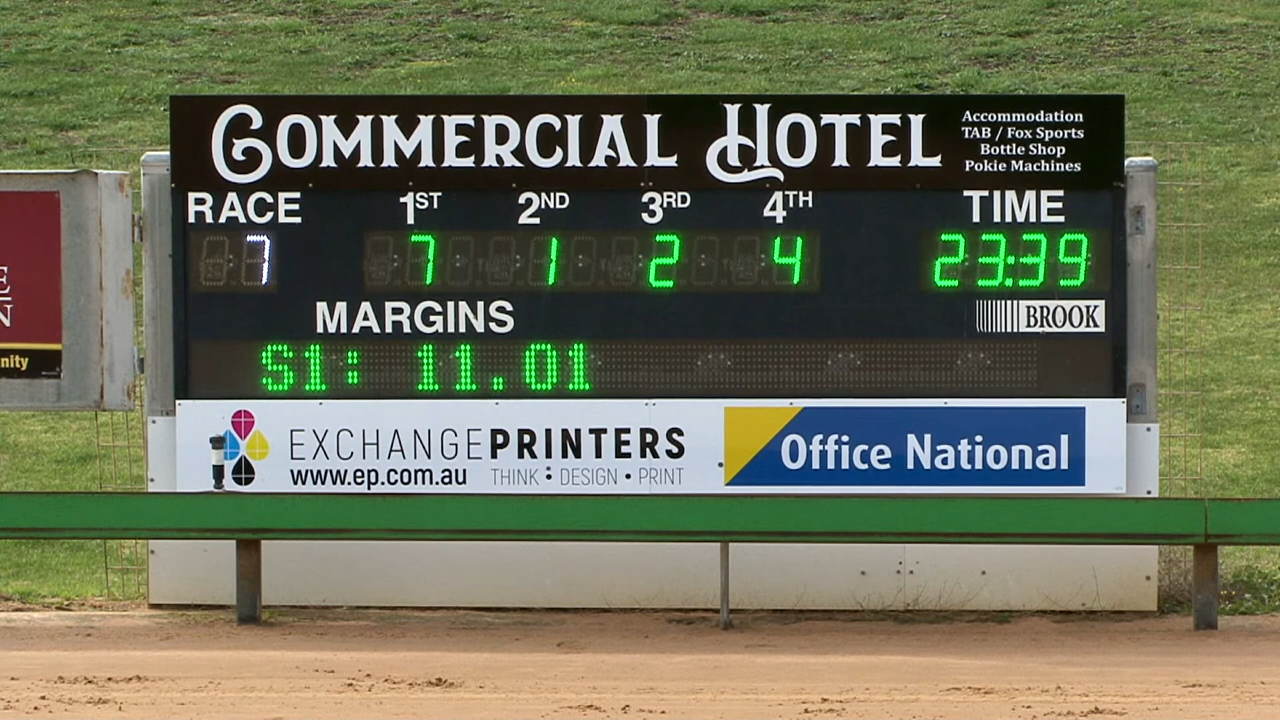 COMMERCIAL HOTEL
Accommodation
TAB / Fox Sports
Bottle Shop
Pokie Machines
RACE 1ST 2ND 3RD 4TH TIME
7 7 1 2 4 23:39
MARGINS
BROOK
S1: 11.01
EXCHANGEPRINTERS
www.ep.com.au THINK : DESIGN • PRINT
Office National
E
N
nity